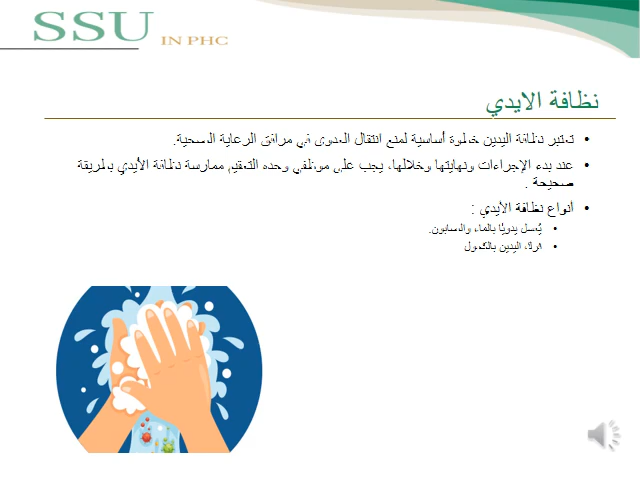 SSU IN PHC
نظافة الايدي
• تعتبر نظافة اليدين خطوة أساسية لمنع انتقال العدوى في مرافق الرعاية الصحية.
• عند بدء الإجراءات ونهايتها وخلالها، يجب على موظفي وحده التعقيم ممارسة نظافة الأيدي بطريقة
صحيحة .
• أنواع نظافة الأيدي :
• يُغسل يدويًا بالماء والصابون.
• فرك اليدين بالكحول